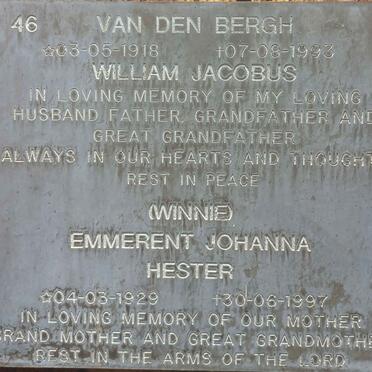 46 VAN DEN BERGH
☆03-05-1918 †07-08-1993
WILLIAM JACOBUS
IN LOVING MEMORY OF MY LOVING
HUSBAND FATHER, GRANDFATHER AND
GREAT GRANDFATHER
ALWAYS IN OUR HEARTS AND THOUGHT
REST IN PEACE
(WINNIE)
EMMERENT JOHANNA
HESTER
☆04-03-1929 †30-06-1997
IN LOVING MEMORY OF OUR MOTHER
GRAND MOTHER AND GREAT GRANDMOTHE
REST IN THE ARMS OF THE LORD